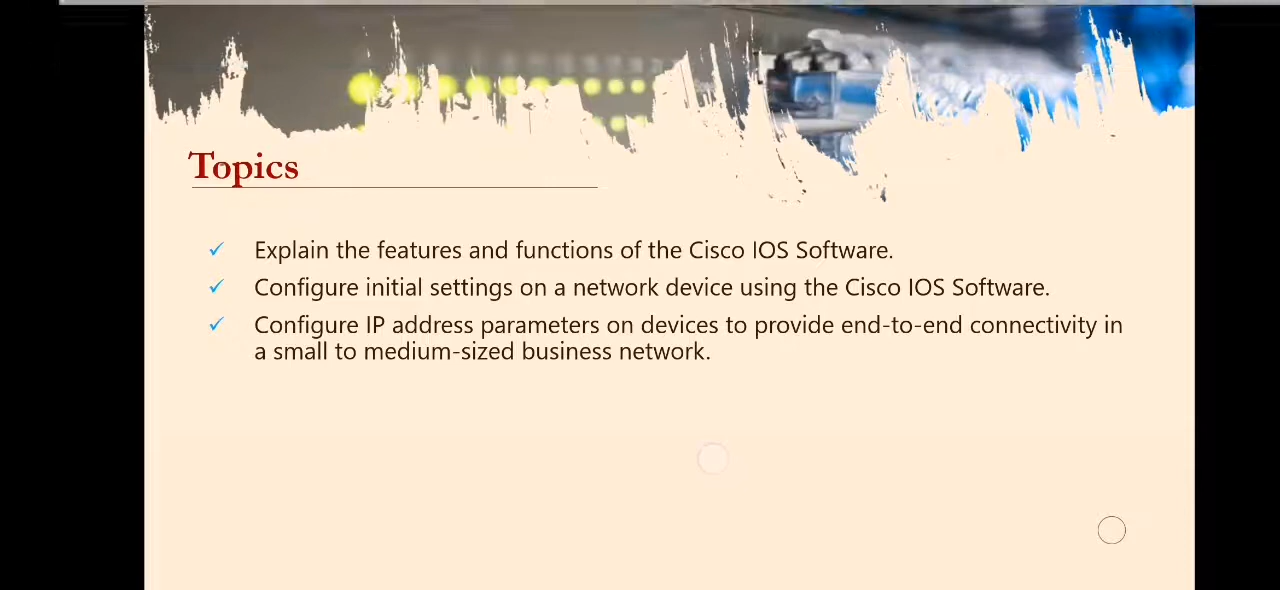 Topics
✓ Explain the features and functions of the Cisco IOS Software.
✓ Configure initial settings on a network device using the Cisco IOS Software.
✓ Configure IP address parameters on devices to provide end-to-end connectivity in
a small to medium-sized business network.